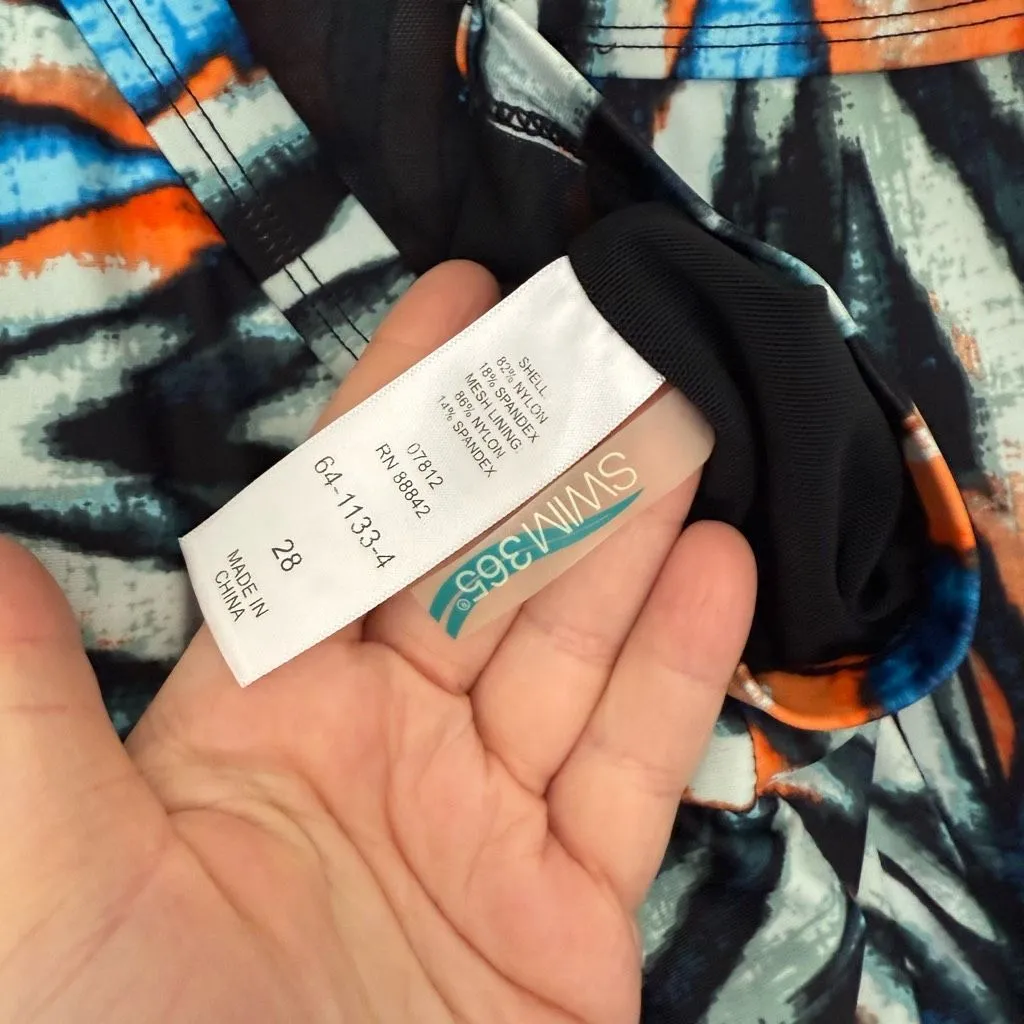 SHELL
82% NYLON
18% SPANDEX
MESH LINING
86% NYLON
14% SPANDEX
07812
RN 88842
64-1133-4
28
MADE IN
CHINA
SWIM365®